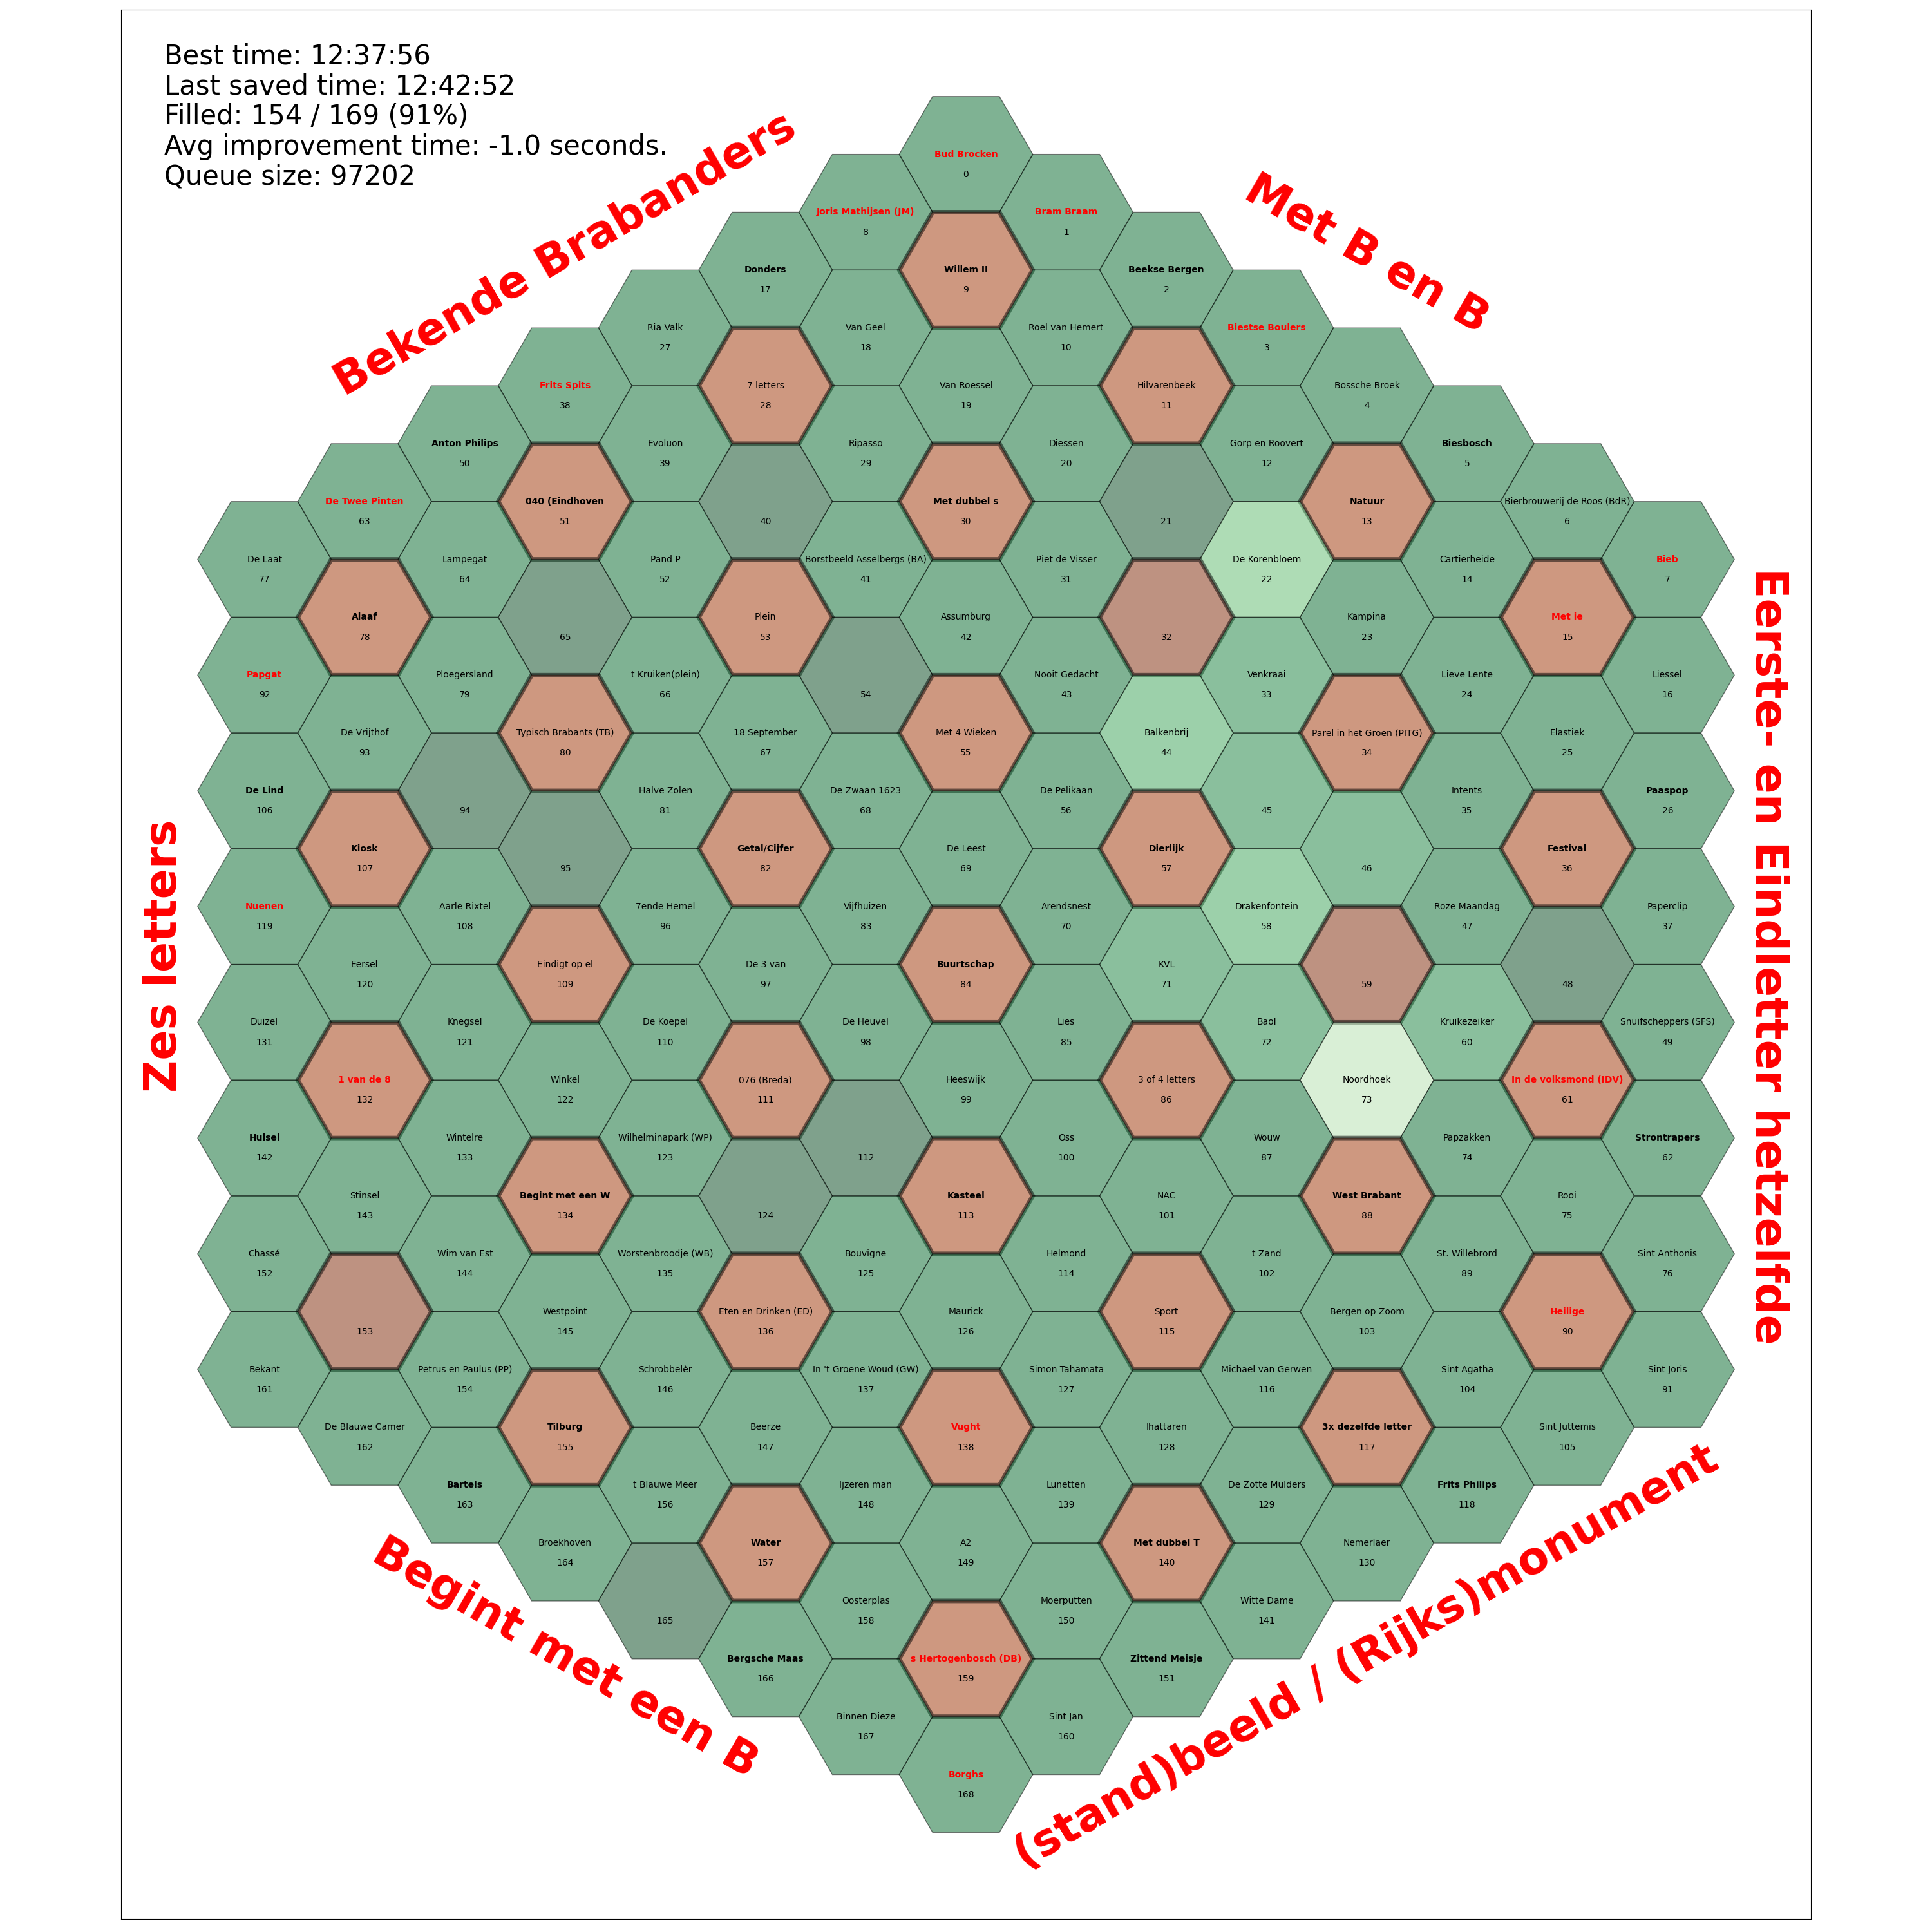 Best time: 12:37:56
Last saved time: 12:42:52
Filled: 154 / 169 (91%)
Avg improvement time: -1.0 seconds.
Queue size: 97202
Bekende Brabanders
Met B en B
Eerste- en Eindletter hetzelfde
(stand)beeld / (Rijks)monument
Begint met een B
Zes letters
Bud Brocken
0
Bram Braam
1
Beekse Bergen
2
Biestse Boulers
3
Bossche Broek
4
Biesbosch
5
Bierbrouwerij de Roos (BdR)
6
Bieb
7
Joris Mathijsen (JM)
8
Willem II
9
Roel van Hemert
10
Hilvarenbeek
11
Gorp en Roovert
12
Natuur
13
Cartierheide
14
Met ie
15
Liessel
16
Donders
17
Van Geel
18
Van Roessel
19
Diessen
20
21
De Korenbloem
22
Kampina
23
Lieve Lente
24
Elastiek
25
Paaspop
26
Ria Valk
27
7 letters
28
Ripasso
29
Met dubbel s
30
Piet de Visser
31
32
Venkraai
33
Parel in het Groen (PITG)
34
Intents
35
Festival
36
Paperclip
37
Frits Spits
38
Evoluon
39
40
Borstbeeld Asselbergs (BA)
41
Assumburg
42
Nooit Gedacht
43
Balkenbrij
44
45
46
Roze Maandag
47
48
Snuifscheppers (SFS)
49
Anton Philips
50
040 (Eindhoven
51
Pand P
52
Plein
53
54
Met 4 Wieken
55
De Pelikaan
56
Dierlijk
57
Drakenfontein
58
59
Kruikezeiker
60
In de volksmond (IDV)
61
Strontrapers
62
De Twee Pinten
63
Lampegat
64
65
t Kruiken(plein)
66
18 September
67
De Zwaan 1623
68
De Leest
69
Arendsnest
70
KVL
71
Baol
72
Noordhoek
73
Papzakken
74
Rooi
75
Sint Anthonis
76
De Laat
77
Alaaf
78
Ploegersland
79
Typisch Brabants (TB)
80
Halve Zolen
81
Getal/Cijfer
82
Vijfhuizen
83
Buurtschap
84
Lies
85
3 of 4 letters
86
Wouw
87
West Brabant
88
St. Willebrord
89
Heilige
90
Sint Joris
91
Papgat
92
De Vrijthof
93
94
95
7ende Hemel
96
De 3 van
97
De Heuvel
98
Heeswijk
99
Oss
100
NAC
101
t Zand
102
Bergen op Zoom
103
Sint Agatha
104
Sint Juttemis
105
De Lind
106
Kiosk
107
Aarle Rixtel
108
Eindigt op el
109
De Koepel
110
076 (Breda)
111
112
Kasteel
113
Helmond
114
Sport
115
Michael van Gerwen
116
3x dezelfde letter
117
Frits Philips
118
Nuenen
119
Eersel
120
Knegsel
121
Winkel
122
Wilhelminapark (WP)
123
124
Bouvigne
125
Maurick
126
Simon Tahamata
127
Ihattaren
128
De Zotte Mulders
129
Nemerlaer
130
Duizel
131
1 van de 8
132
Wintelre
133
Begint met een W
134
Worstenbroodje (WB)
135
Eten en Drinken (ED)
136
In 't Groene Woud (GW)
137
Vught
138
Lunetten
139
Met dubbel T
140
Witte Dame
141
Hulsel
142
Stinsel
143
Wim van Est
144
Westpoint
145
Schrobbelèr
146
Beerze
147
Ijzeren man
148
A2
149
Moerputten
150
Zittend Meisje
151
Chassé
152
153
Petrus en Paulus (PP)
154
Tilburg
155
t Blauwe Meer
156
Water
157
Oosterplas
158
s Hertogenbosch (DB)
159
Sint Jan
160
Bekant
161
De Blauwe Camer
162
Bartels
163
Broekhoven
164
165
Bergsche Maas
166
Binnen Dieze
167
Borghs
168